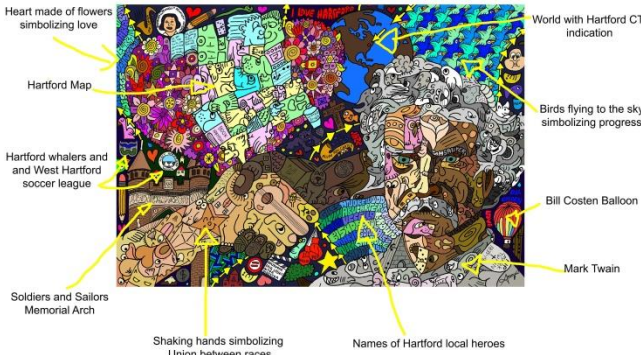 Heart made of flowers
simbolizing love
Hartford Map
Hartford whalers and
and West Hartford
soccer league
Soldiers and Sailors
Memorial Arch
Shaking hands simbolizing
Union between races
Names of Hartford local heroes
World with Hartford CT
indication
Birds flying to the sky
simbolizing progress
Bill Costen Balloon
Mark Twain
I LOVE HARTFORD